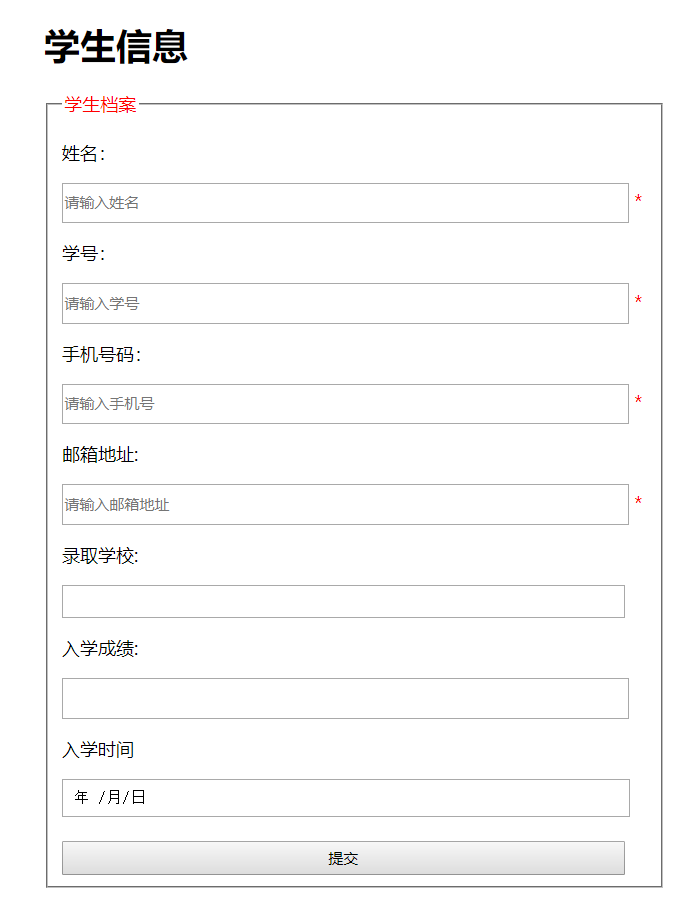 学生信息
学生档案
姓名：
请输入姓名 *
学号：
请输入学号 *
手机号码：
请输入手机号 *
邮箱地址:
请输入邮箱地址 *
录取学校:
入学成绩:
入学时间
年 /月/日
提交